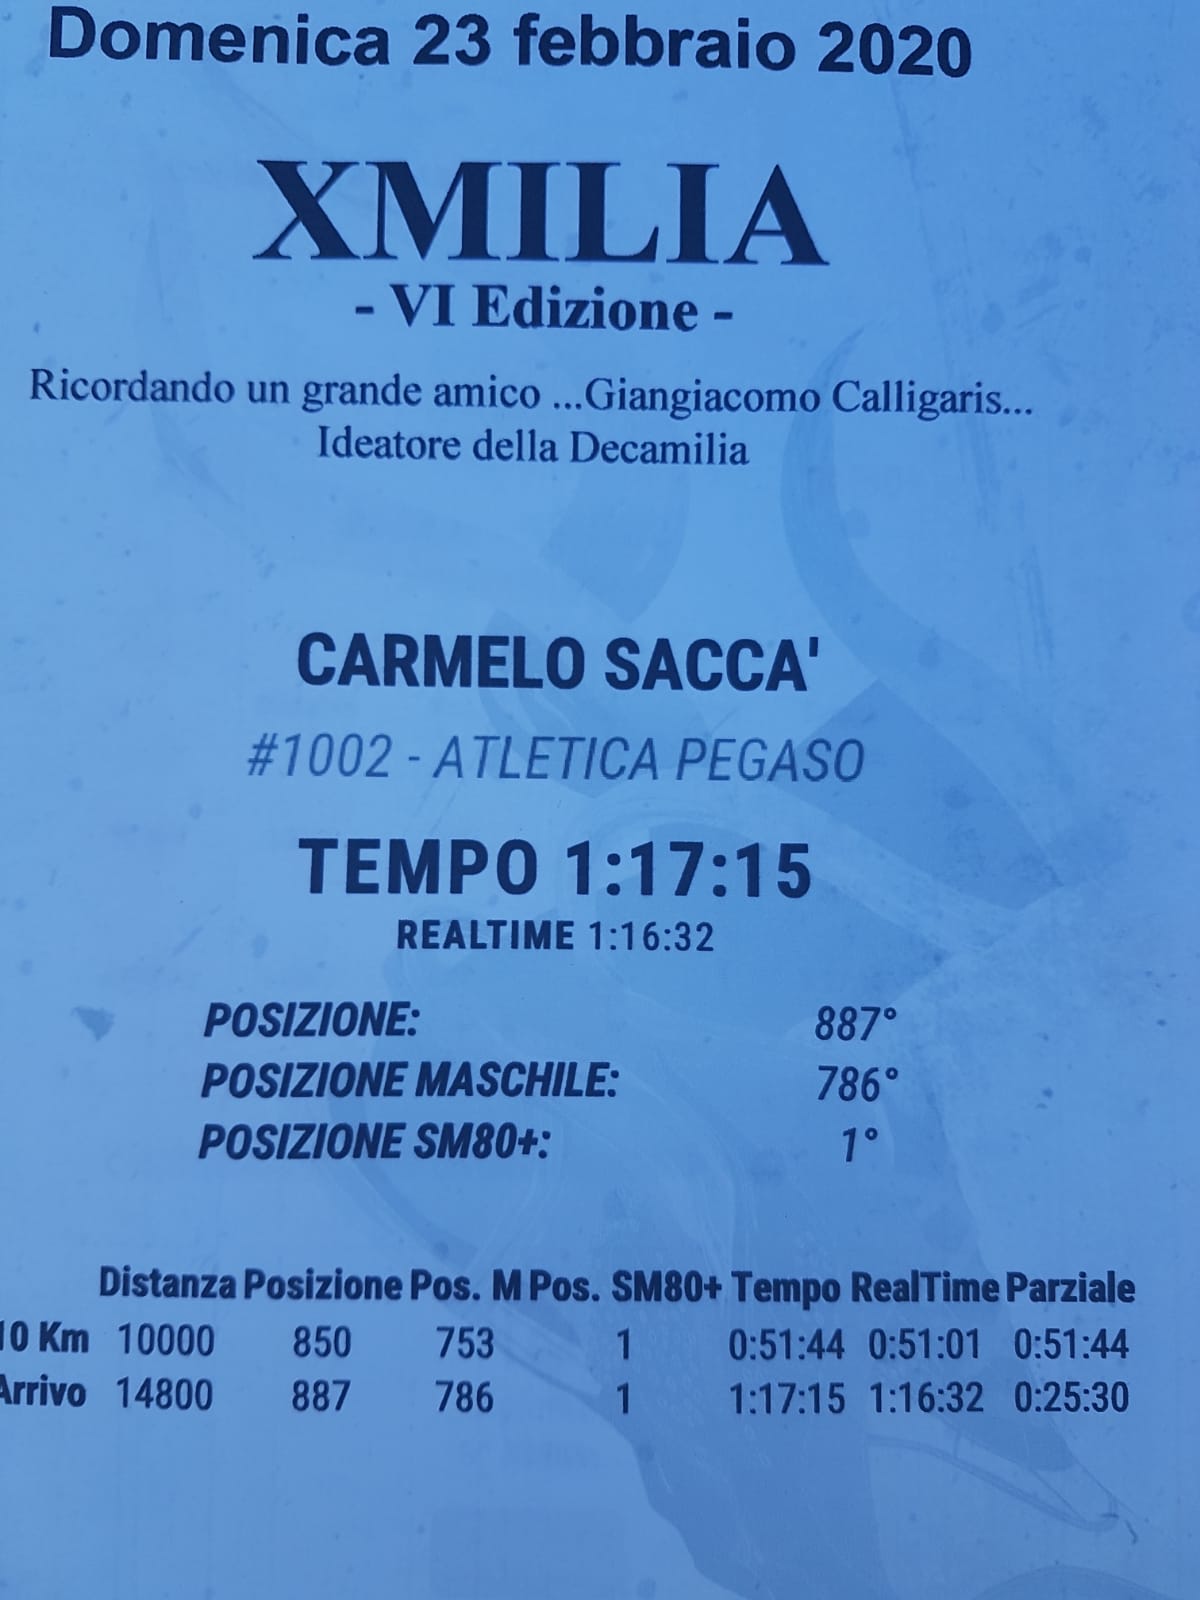 Domenica 23 febbraio 2020
XMILIA
- VI Edizione -
Ricordando un grande amico ...Giangiacomo Calligaris...
Ideatore della Decamilia
CARMELO SACCA'
#1002 - ATLETICA PEGASO
TEMPO 1:17:15
REALTIME 1:16:32
POSIZIONE: 887°
POSIZIONE MASCHILE: 786°
POSIZIONE SM80+: 1°
Distanza Posizione Pos. M Pos. SM80+ Tempo RealTime Parziale
10 Km 10000 850 753 1 0:51:44 0:51:01 0:51:44
Arrivo 14800 887 786 1 1:17:15 1:16:32 0:25:30